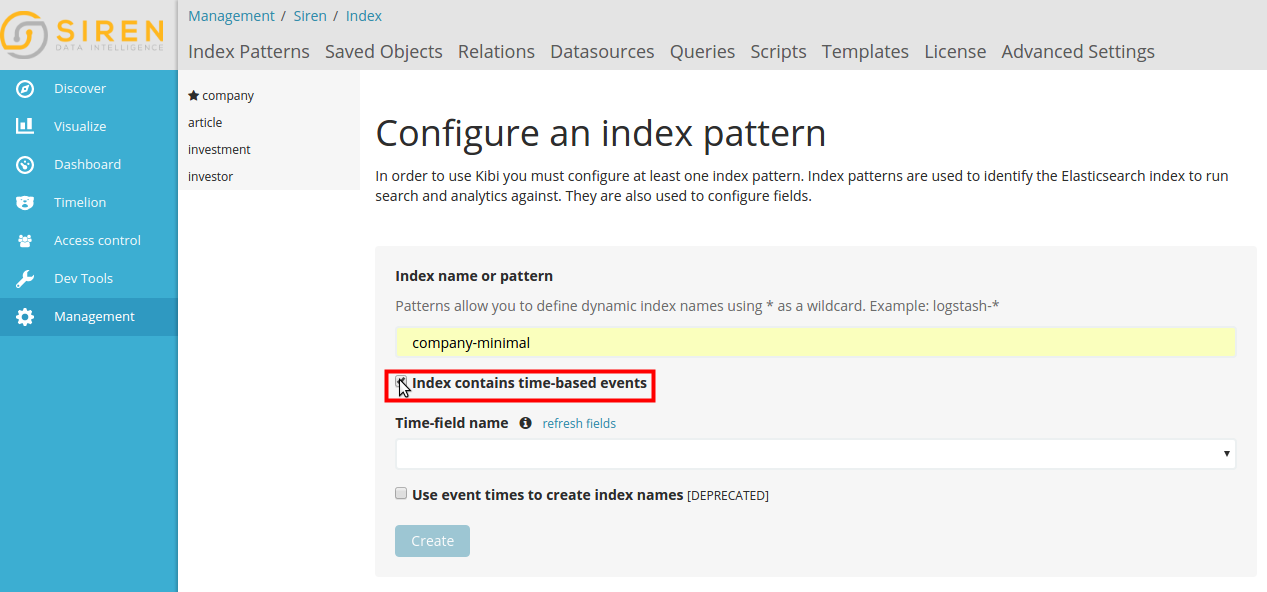 SIREN
DATA INTELLIGENCE
Management / Siren / Index
Index Patterns Saved Objects Relations Datasources Queries Scripts Templates License Advanced Settings
Discover
Visualize
Dashboard
Timelion
Access control
Dev Tools
Management
company
article
investment
investor
Configure an index pattern
In order to use Kibi you must configure at least one index pattern. Index patterns are used to identify the Elasticsearch index to run
search and analytics against. They are also used to configure fields.
Index name or pattern
Patterns allow you to define dynamic index names using * as a wildcard. Example: logstash-*
company-minimal
Index contains time-based events
Time-field name refresh fields
Use event times to create index names [DEPRECATED]
Create